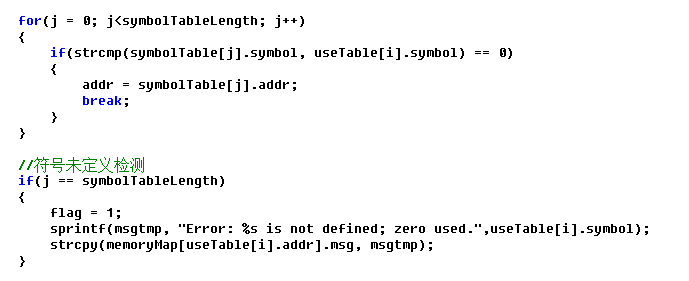 for(j = 0; j<symbolTableLength; j++)
{
    if(strcmp(symbolTable[j].symbol, useTable[i].symbol) == 0)
    {
        addr = symbolTable[j].addr;
        break;
    }
}

//符号未定义检测
if(j == symbolTableLength)
{
    flag = 1;
    sprintf(msgtmp, "Error: %s is not defined; zero used.",useTable[i].symbol);
    strcpy(memoryMap[useTable[i].addr].msg, msgtmp);
}